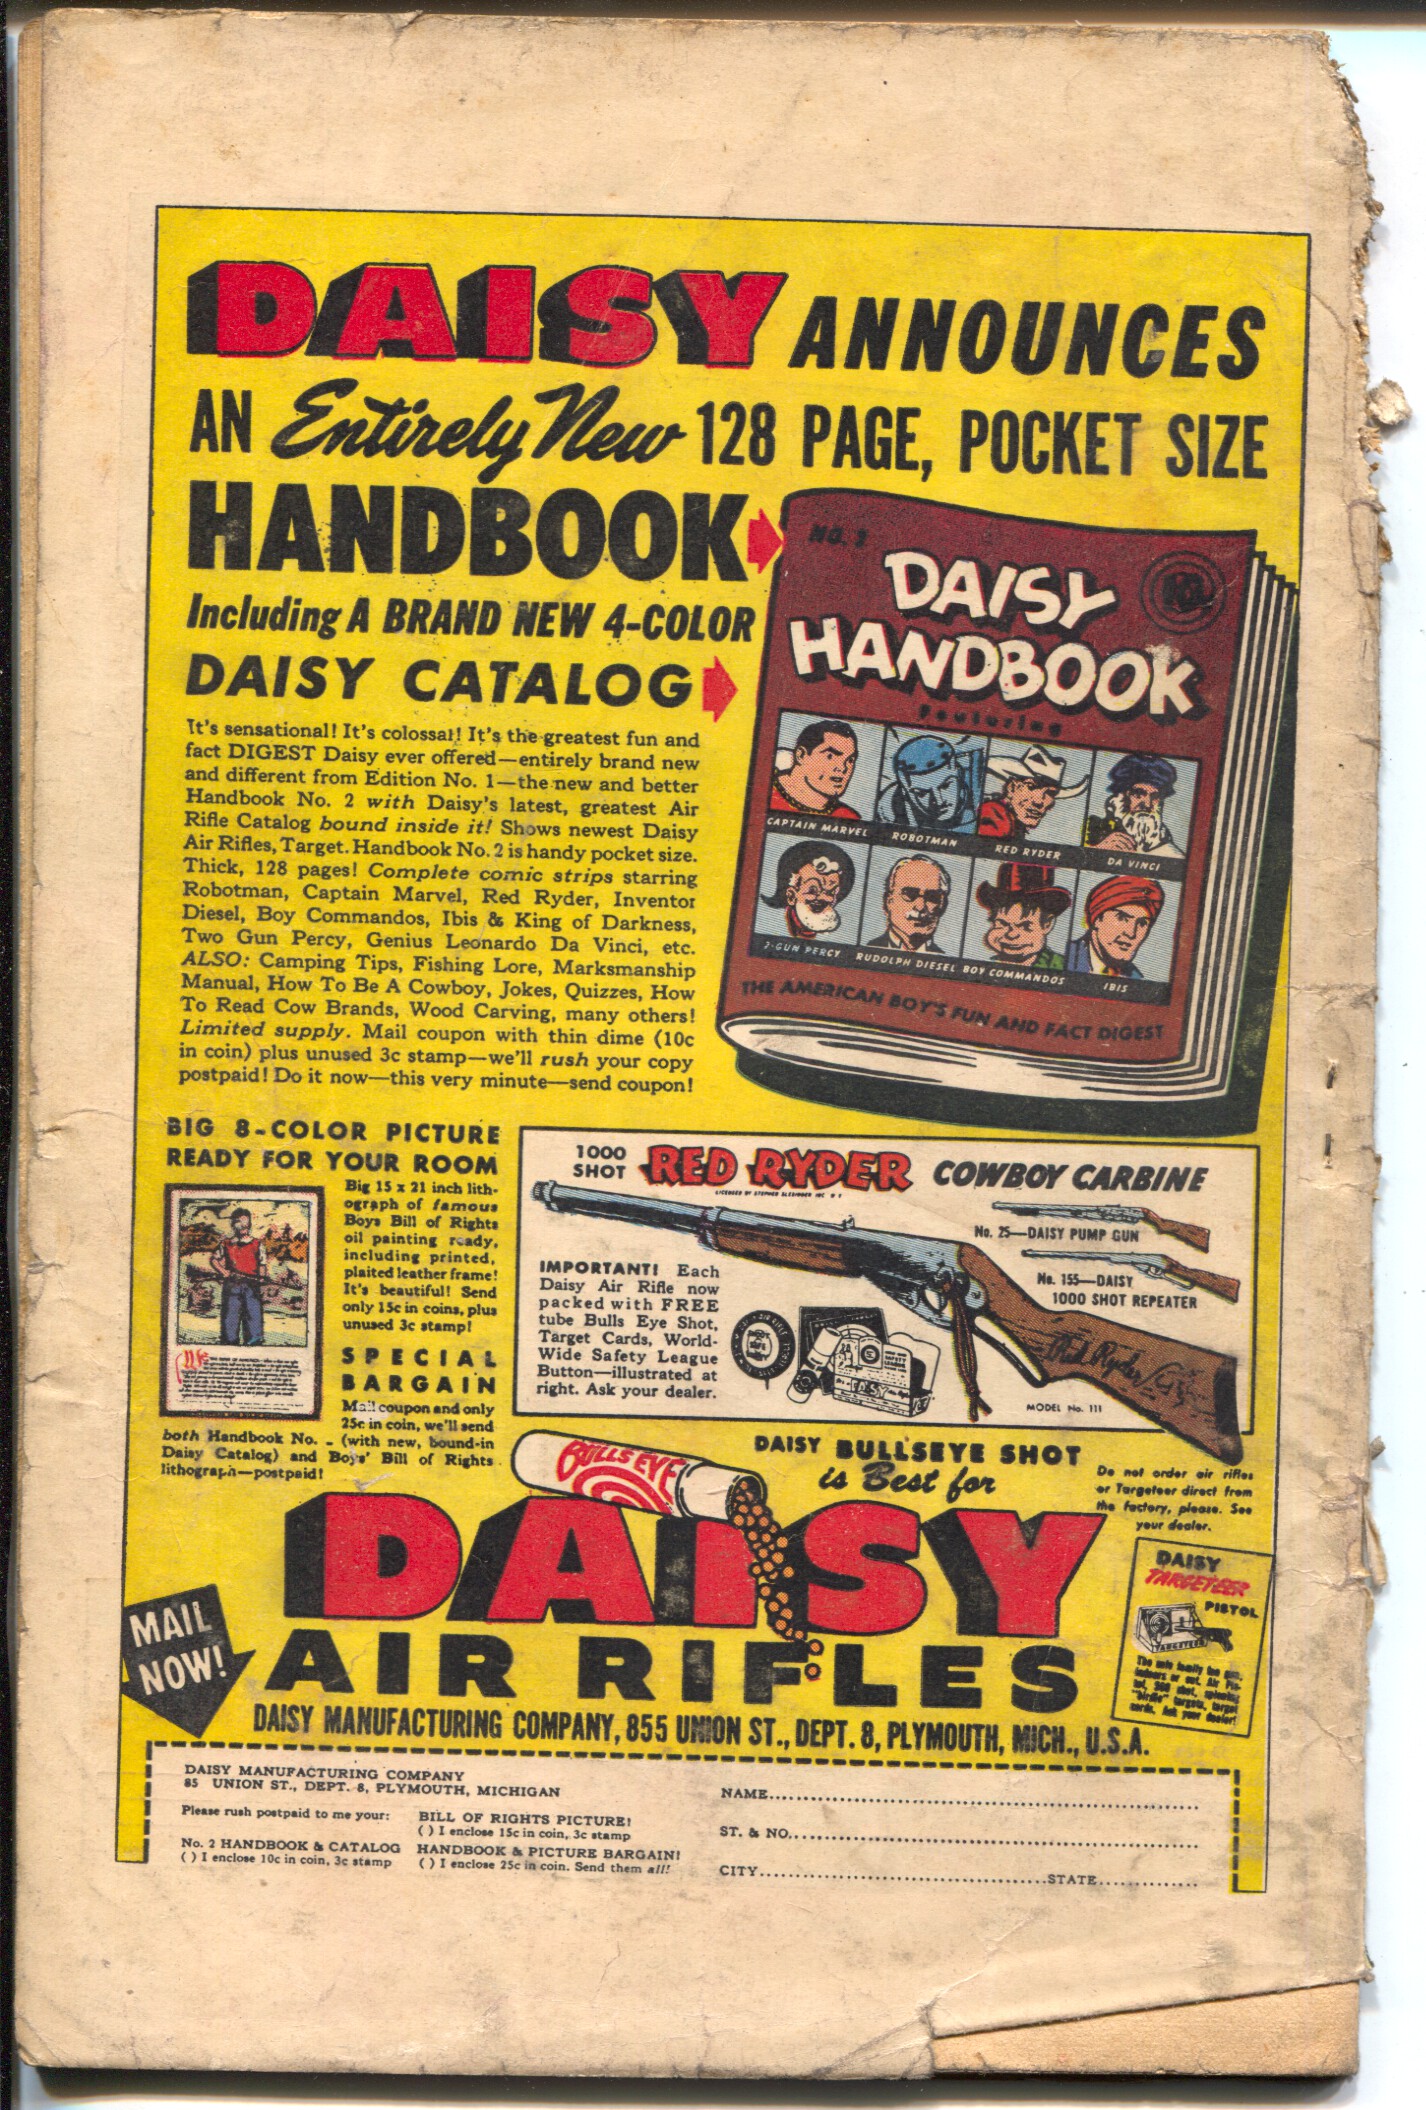 DAISY ANNOUNCES
AN Entirely New 128 PAGE, POCKET SIZE
HANDBOOK
Including A BRAND NEW 4-COLOR
DAISY CATALOG
It's sensational! It's colossal! It's the greatest fun and
fact DIGEST Daisy ever offered—entirely brand new
and different from Edition No. 1—the new and better
Handbook No. 2 with Daisy's latest, greatest Air
Rifle Catalog bound inside it! Shows newest Daisy
Air Rifles, Target. Handbook No. 2 is handy pocket size.
Thick, 128 pages! Complete comic strips starring
Robotman, Captain Marvel, Red Ryder, Inventor
Diesel, Boy Commandos, Ibis & King of Darkness,
Two Gun Percy, Genius Leonardo Da Vinci, etc.
ALSO: Camping Tips, Fishing Lore, Marksmanship
Manual, How To Be A Cowboy, Jokes, Quizzes, How
To Read Cow Brands, Wood Carving, many others!
Limited supply. Mail coupon with thin dime (10c
in coin) plus unused 3c stamp—we'll rush your copy
postpaid! Do it now—this very minute—send coupon!
NO.
DAISY
HANDBOOK
Featuring
CAPTAIN MARVEL
ROBOTMAN
RED RYDER
DA VINCI
2-GUN PERCY
RUDOLPH DIESEL
BOY COMMANDOS
IBIS
THE AMERICAN BOY'S FUN AND FACT DIGEST
BIG 8-COLOR PICTURE
READY FOR YOUR ROOM
Big 15 x 21 inch lith-
ograph of famous
Boys Bill of Rights
oil painting ready,
including printed,
plaited leather frame!
It's beautiful! Send
only 15c in coins, plus
unused 3c stamp!
SPECIAL
BARGAIN
Mail coupon and only
25c in coin, we'll send
both Handbook No. (with new, bound-in
Daisy Catalog) and Boys' Bill of Rights
lithograph—postpaid!
1000
SHOT
RED RYDER
COWBOY CARBINE
LICENSED BY STEPHEN SLESINGER INC N Y
No. 25—DAISY PUMP GUN
No. 155—DAISY
1000 SHOT REPEATER
IMPORTANT! Each
Daisy Air Rifle now
packed with FREE
tube Bulls Eye Shot,
Target Cards, World-
Wide Safety League
Button—illustrated at
right. Ask your dealer.
Red Ryder
MODEL No. 111
BULLS EYE
DAISY BULLSEYE SHOT
is Best for
DAISY
AIR RIFLES
Do not order air rifles
or Targeteer direct from
the factory, please. See
your dealer.
DAISY
TARGETEER
PISTOL
TARGETEER
MAIL
NOW!
DAISY MANUFACTURING COMPANY, 855 UNION ST., DEPT. 8, PLYMOUTH, MICH., U.S.A.
DAISY MANUFACTURING COMPANY
85 UNION ST., DEPT. 8, PLYMOUTH, MICHIGAN
Please rush postpaid to me your:
No. 2 HANDBOOK & CATALOG
( ) I enclose 10c in coin, 3c stamp
BILL OF RIGHTS PICTURE!
( ) I enclose 15c in coin, 3c stamp
HANDBOOK & PICTURE BARGAIN!
( ) I enclose 25c in coin. Send them all!
NAME
ST. & NO.
CITY STATE